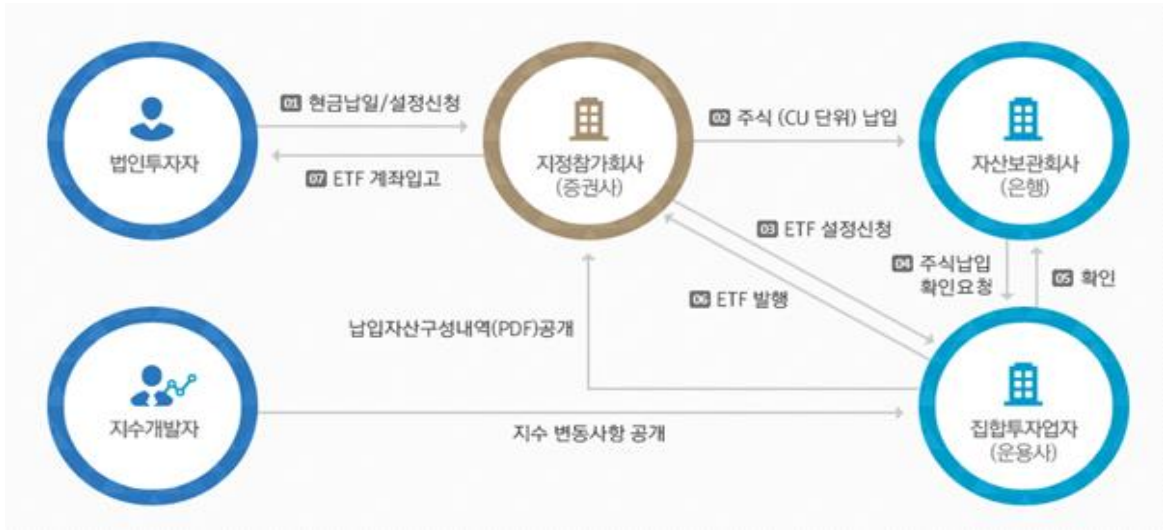 01 현금납일/설정신청
02 주식 (CU 단위) 납입
법인투자자
07 ETF 계좌입고
지정참가회사
(증권사)
자산보관회사
(은행)
03 ETF 설정신청
04 주식납입
확인요청
05 확인
06 ETF 발행
납입자산구성내역(PDF)공개
지수개발자
지수 변동사항 공개
집합투자업자
(운용사)